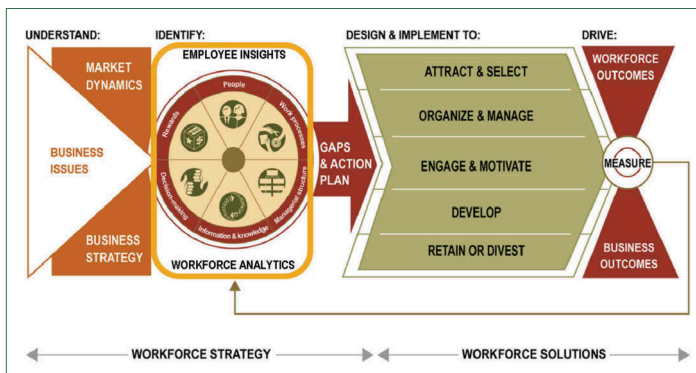 UNDERSTAND:
IDENTIFY:
DESIGN & IMPLEMENT TO:
DRIVE:
MARKET
DYNAMICS
BUSINESS
ISSUES
BUSINESS
STRATEGY
EMPLOYEE INSIGHTS
People
Work processes
Managerial structure
Information & knowledge
Decision-making
Rewards
WORKFORCE ANALYTICS
GAPS
& ACTION
PLAN
ATTRACT & SELECT
ORGANIZE & MANAGE
ENGAGE & MOTIVATE
DEVELOP
RETAIN OR DIVEST
WORKFORCE
OUTCOMES
MEASURE
BUSINESS
OUTCOMES
WORKFORCE STRATEGY
WORKFORCE SOLUTIONS